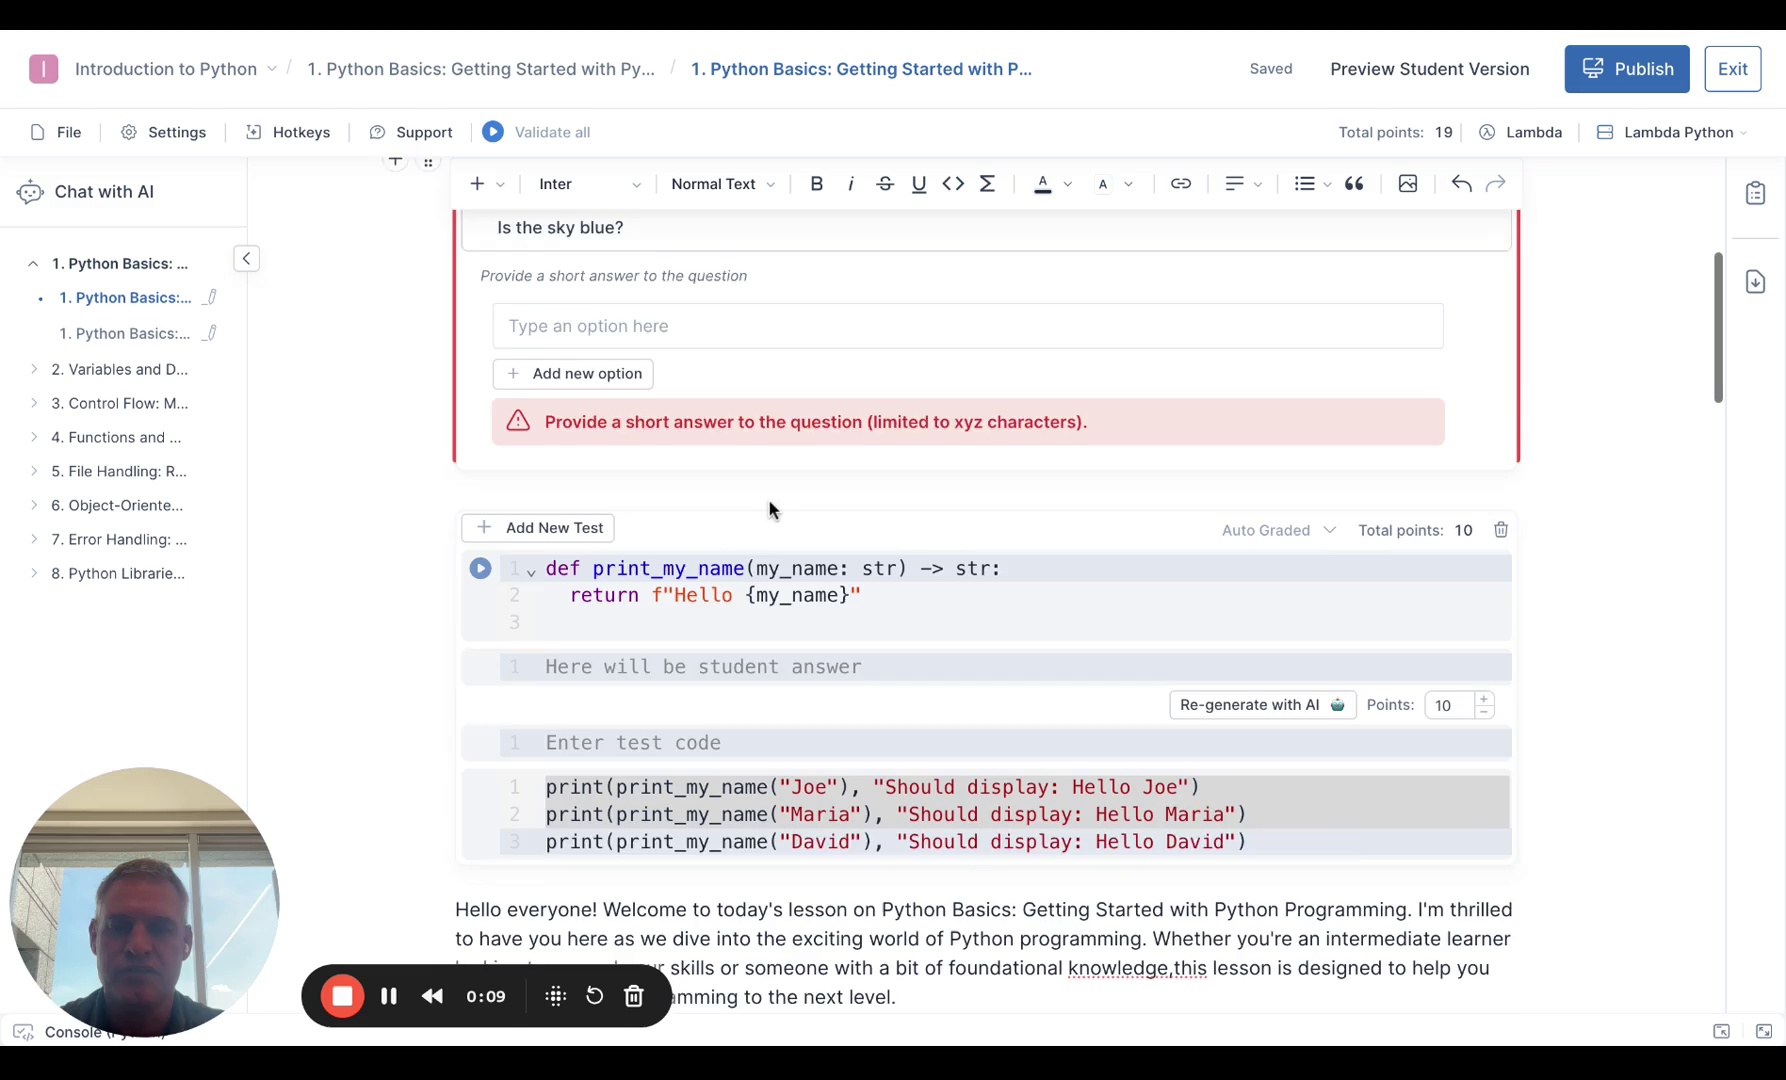 I Introduction to Python / 1. Python Basics: Getting Started with Py... / 1. Python Basics: Getting Started with P... Saved Preview Student Version Publish Exit
File Settings Hotkeys Support Validate all Total points: 19 Lambda Lambda Python
Chat with AI
Inter Normal Text B i S U A A
1. Python Basics: ...
1. Python Basics:...
1. Python Basics:...
2. Variables and D...
3. Control Flow: M...
4. Functions and ...
5. File Handling: R...
6. Object-Oriente...
7. Error Handling: ...
8. Python Librarie...
Is the sky blue?
Provide a short answer to the question
Type an option here
+ Add new option
Provide a short answer to the question (limited to xyz characters).
+ Add New Test Auto Graded Total points: 10
1 def print_my_name(my_name: str) -> str:
2 return f"Hello {my_name}"
3
1 Here will be student answer
Re-generate with AI Points: 10
1 Enter test code
1 print(print_my_name("Joe"), "Should display: Hello Joe")
2 print(print_my_name("Maria"), "Should display: Hello Maria")
3 print(print_my_name("David"), "Should display: Hello David")
Hello everyone! Welcome to today's lesson on Python Basics: Getting Started with Python Programming. I'm thrilled
to have you here as we dive into the exciting world of Python programming. Whether you're an intermediate learner
skills or someone with a bit of foundational knowledge,this lesson is designed to help you
amming to the next level.
0:09
Console